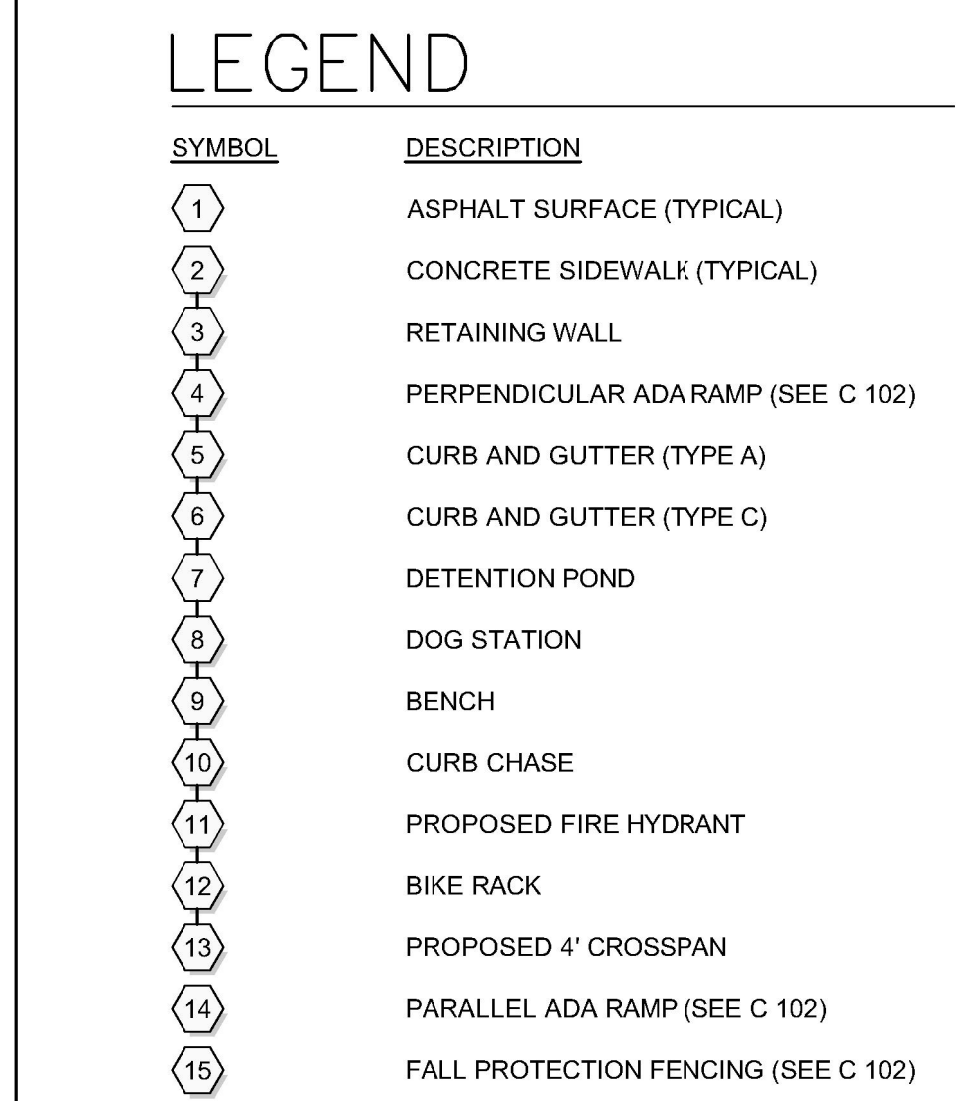 LEGEND
SYMBOL DESCRIPTION
1 ASPHALT SURFACE (TYPICAL)
2 CONCRETE SIDEWALK (TYPICAL)
3 RETAINING WALL
4 PERPENDICULAR ADA RAMP (SEE C 102)
5 CURB AND GUTTER (TYPE A)
6 CURB AND GUTTER (TYPE C)
7 DETENTION POND
8 DOG STATION
9 BENCH
10 CURB CHASE
11 PROPOSED FIRE HYDRANT
12 BIKE RACK
13 PROPOSED 4' CROSSPAN
14 PARALLEL ADA RAMP (SEE C 102)
15 FALL PROTECTION FENCING (SEE C 102)